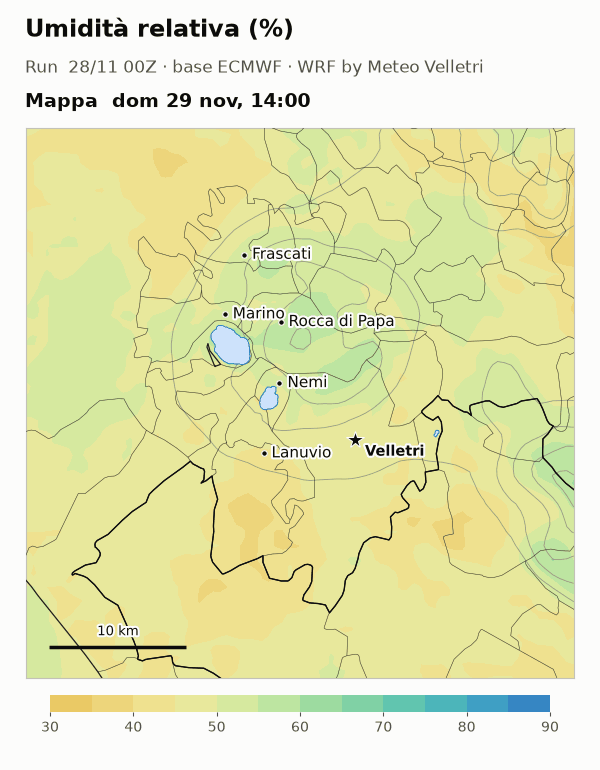 Umidità relativa (%)
Run  28/11 00Z · base ECMWF · WRF by Meteo Velletri
Mappa  dom 29 nov, 14:00
Frascati
Marino
Rocca di Papa
Nemi
Velletri
Lanuvio
10 km
30 40 50 60 70 80 90